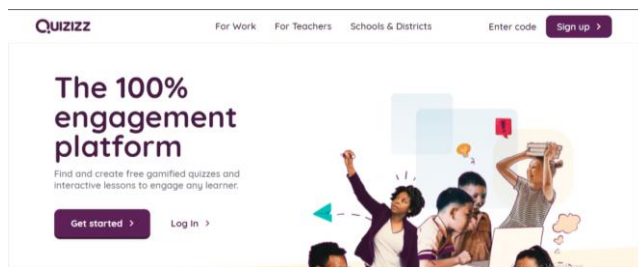 QUIZIZZ
For Work For Teachers Schools & Districts Enter code Sign up >
The 100%
engagement
platform
Find and create free gamified quizzes and
interactive lessons to engage any learner.
Get started > Log In >